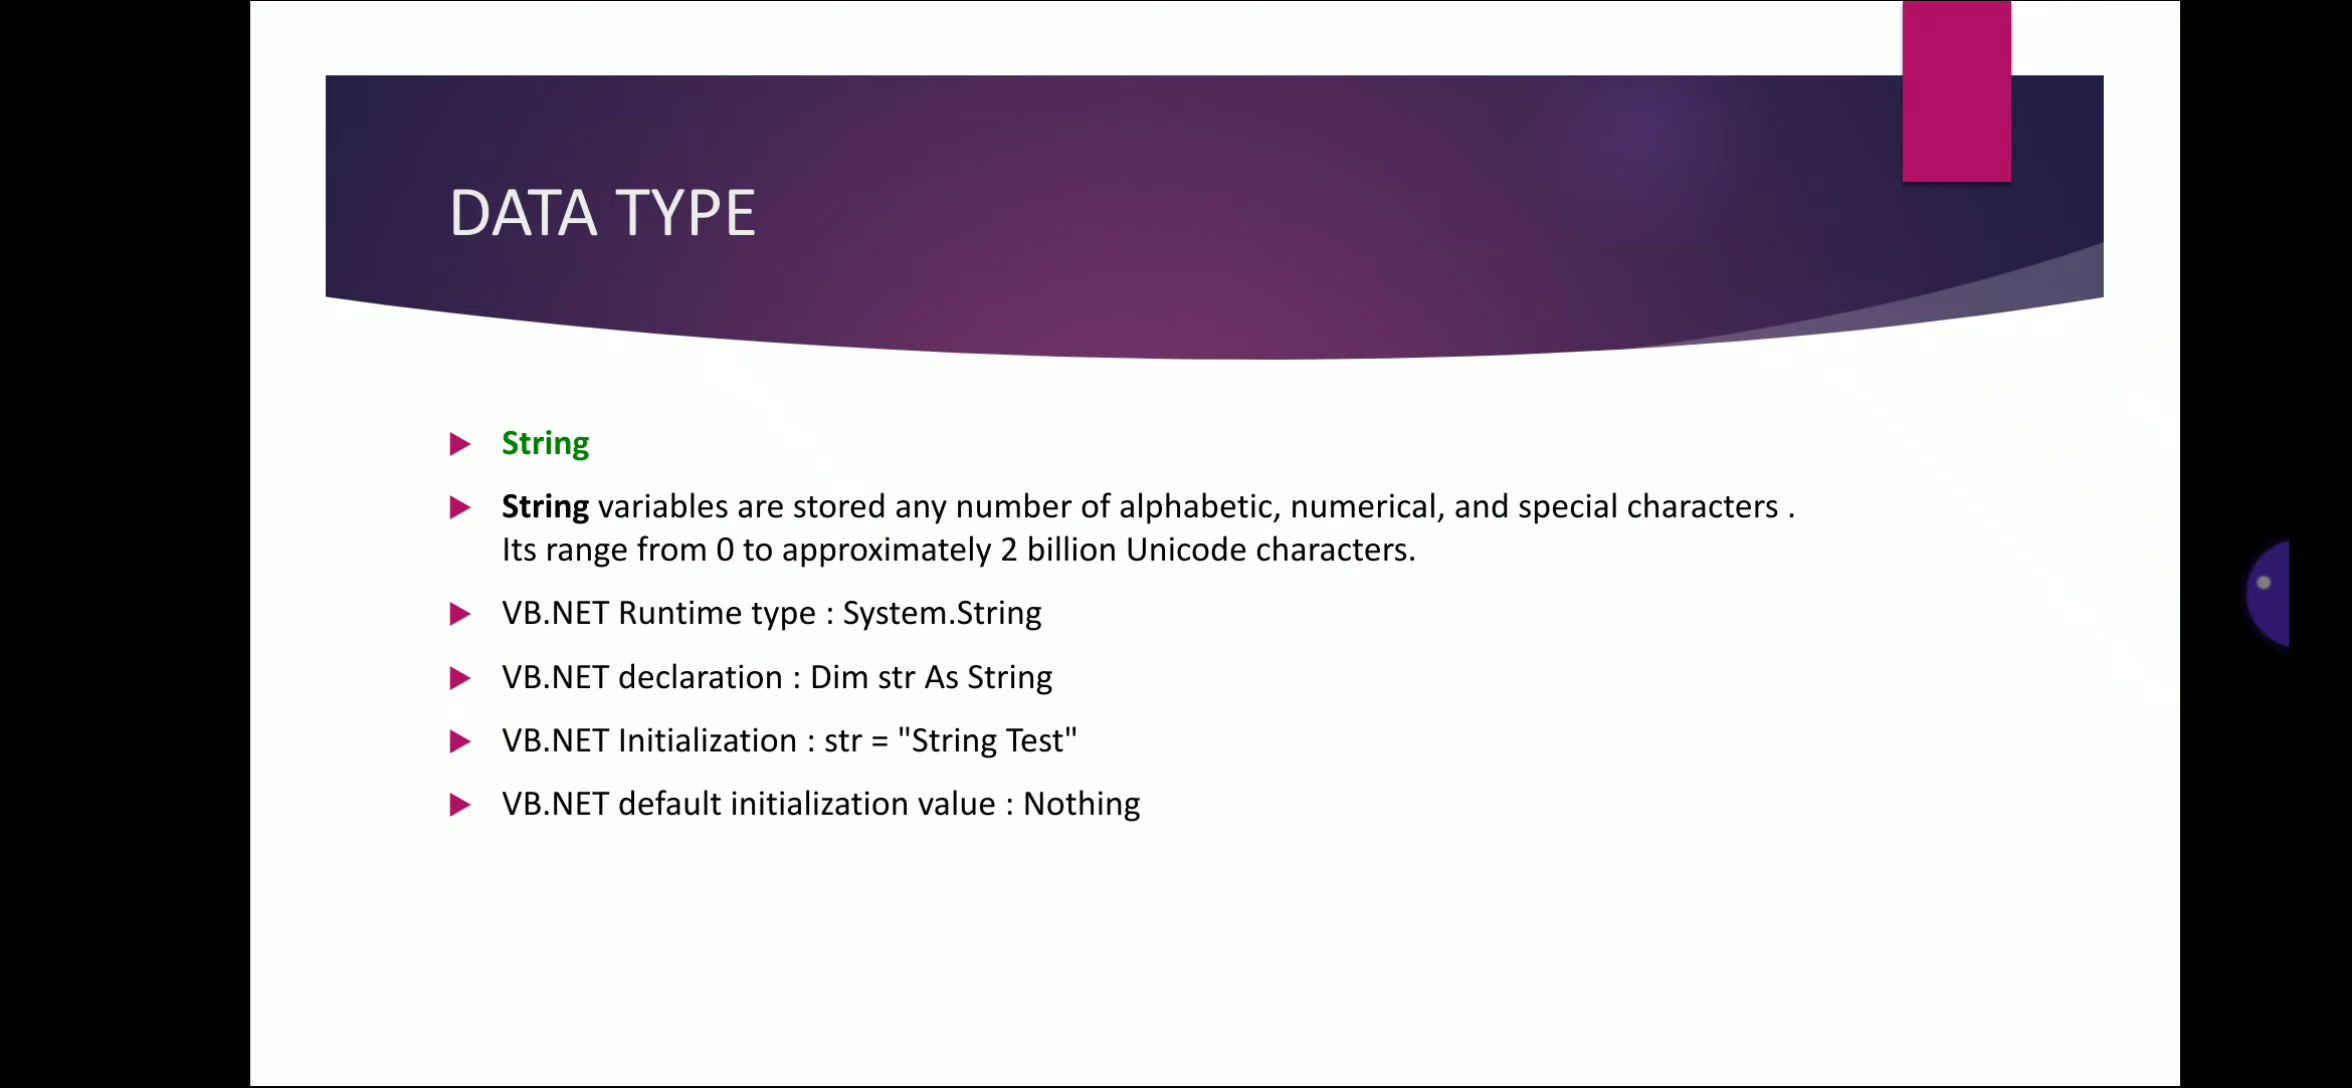 DATA TYPE
String
String variables are stored any number of alphabetic, numerical, and special characters .
Its range from 0 to approximately 2 billion Unicode characters.
VB.NET Runtime type : System.String
VB.NET declaration : Dim str As String
VB.NET Initialization : str = "String Test"
VB.NET default initialization value : Nothing